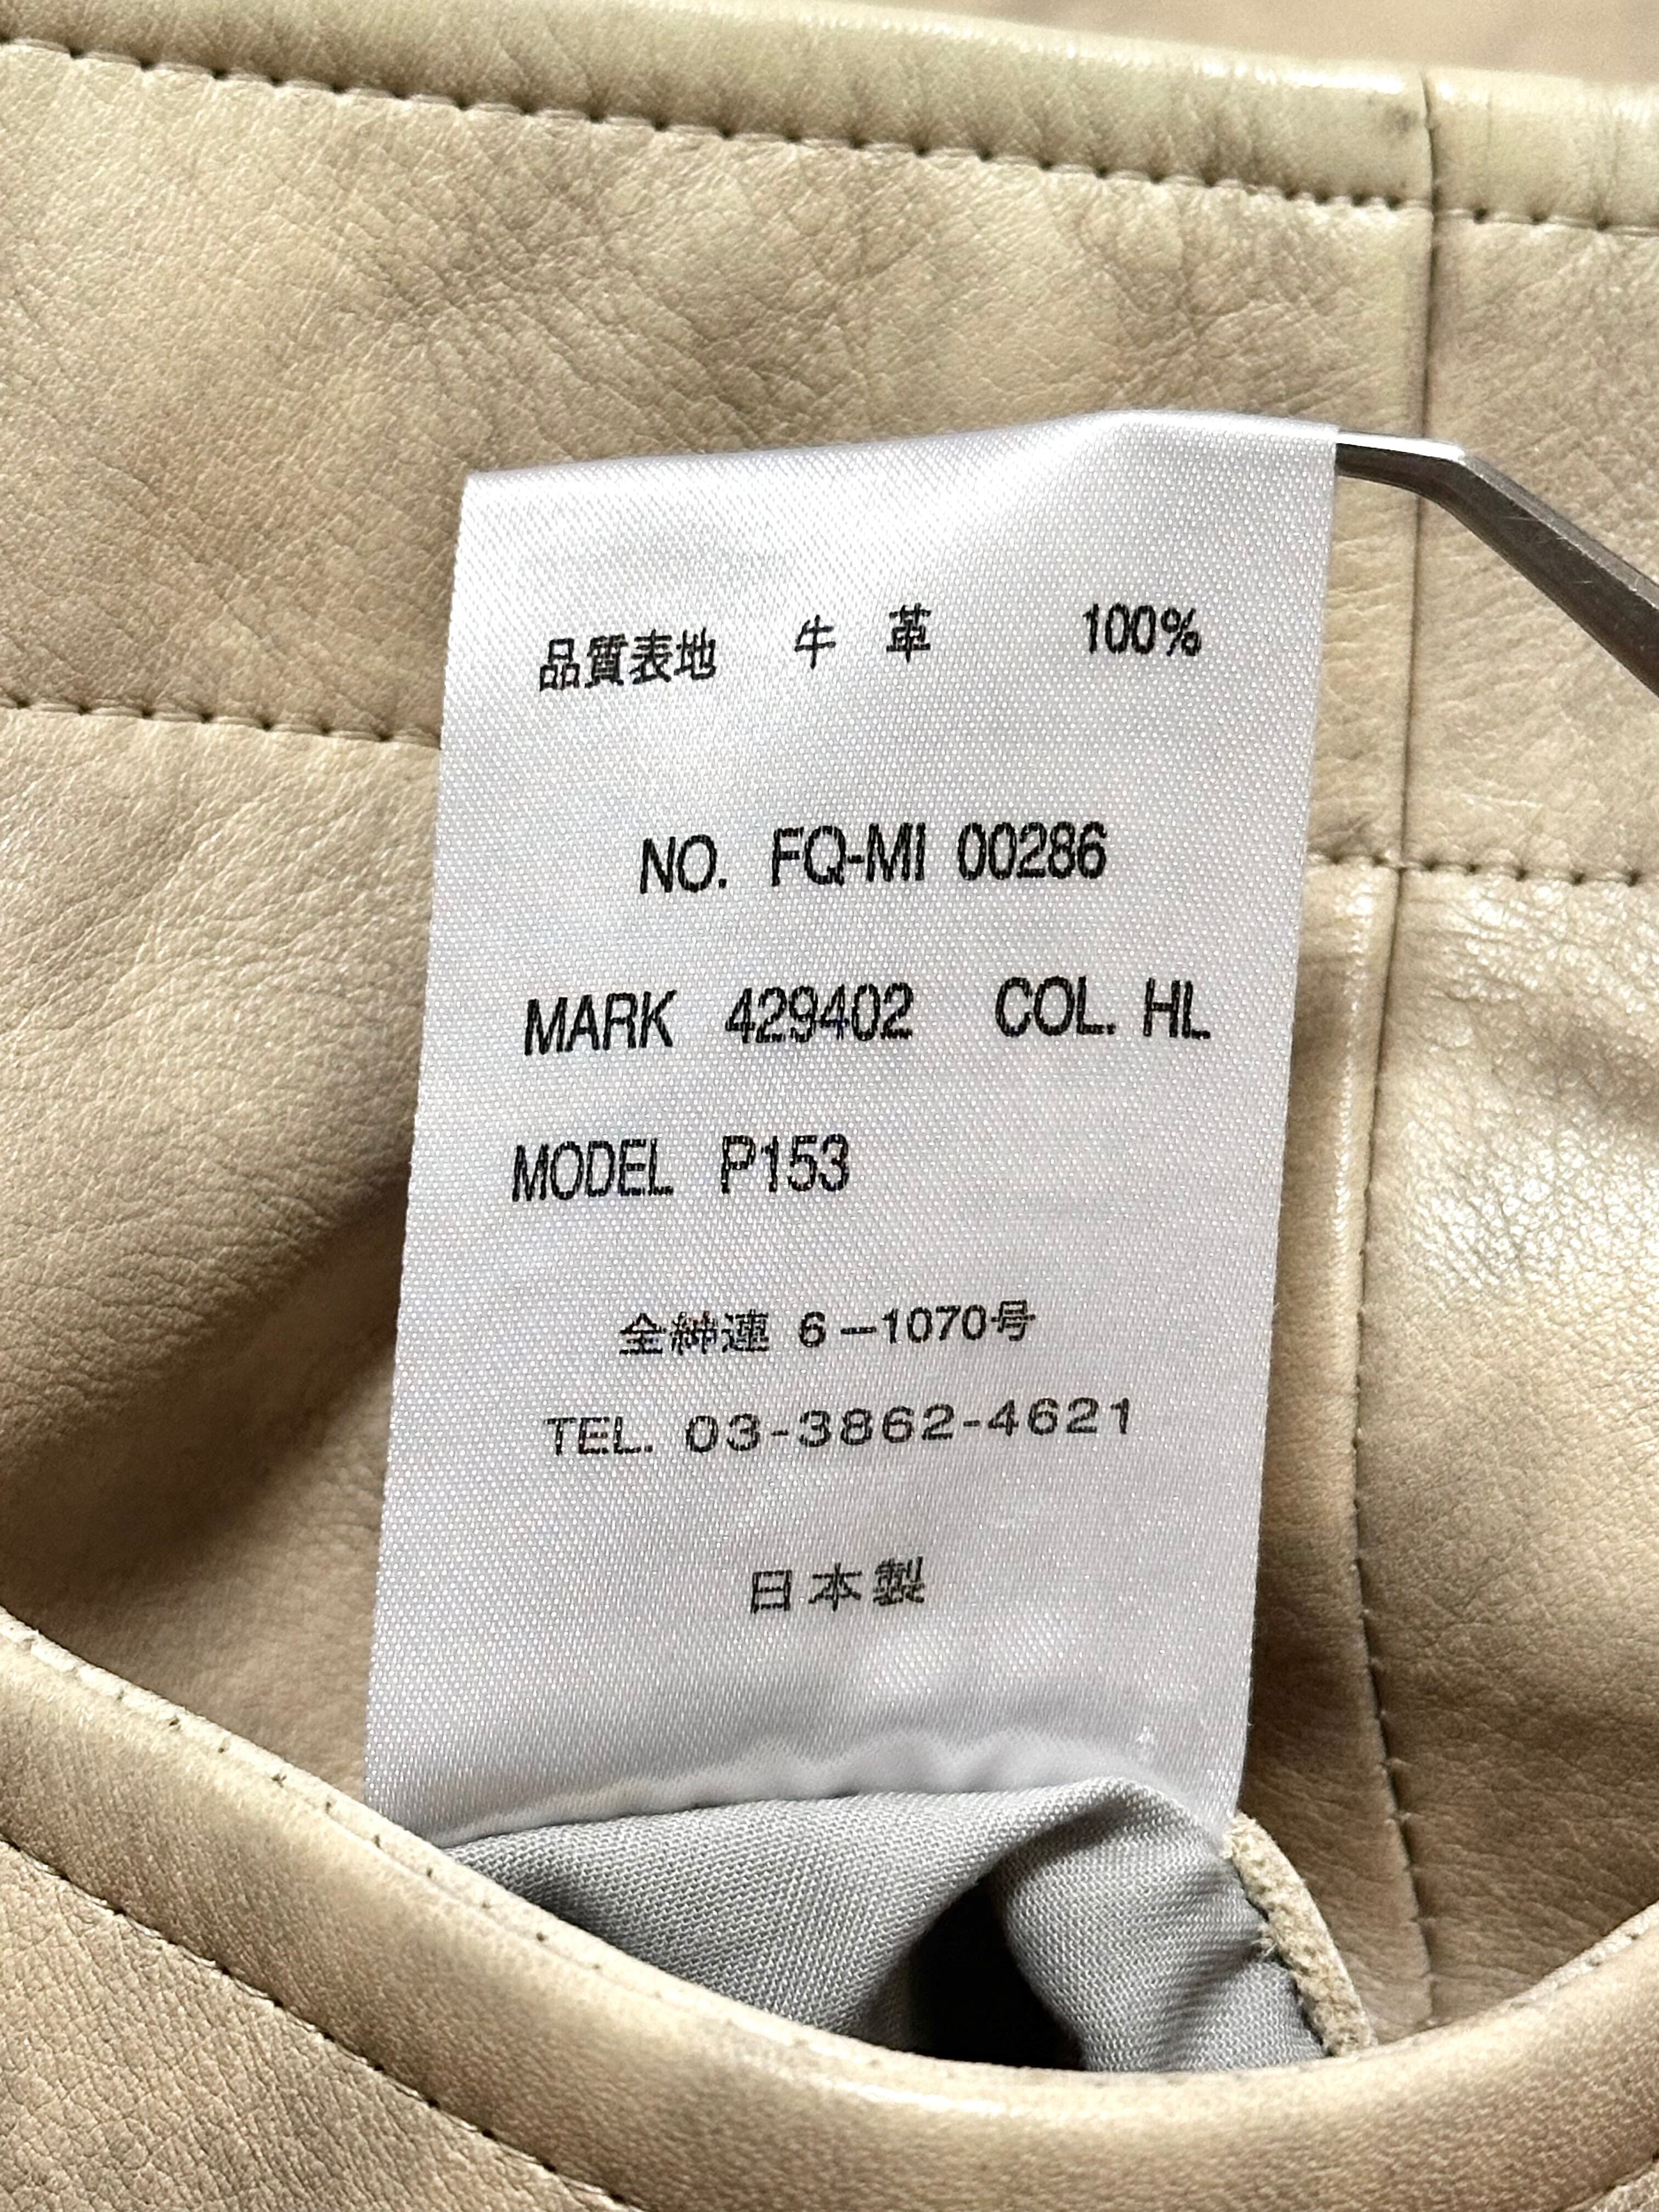 品質表地 牛 革 100%
NO. FQ-MI 00286
MARK 429402 COL. HL
MODEL P153
全紳連 6-1070号
TEL. 03-3862-4621
日本製